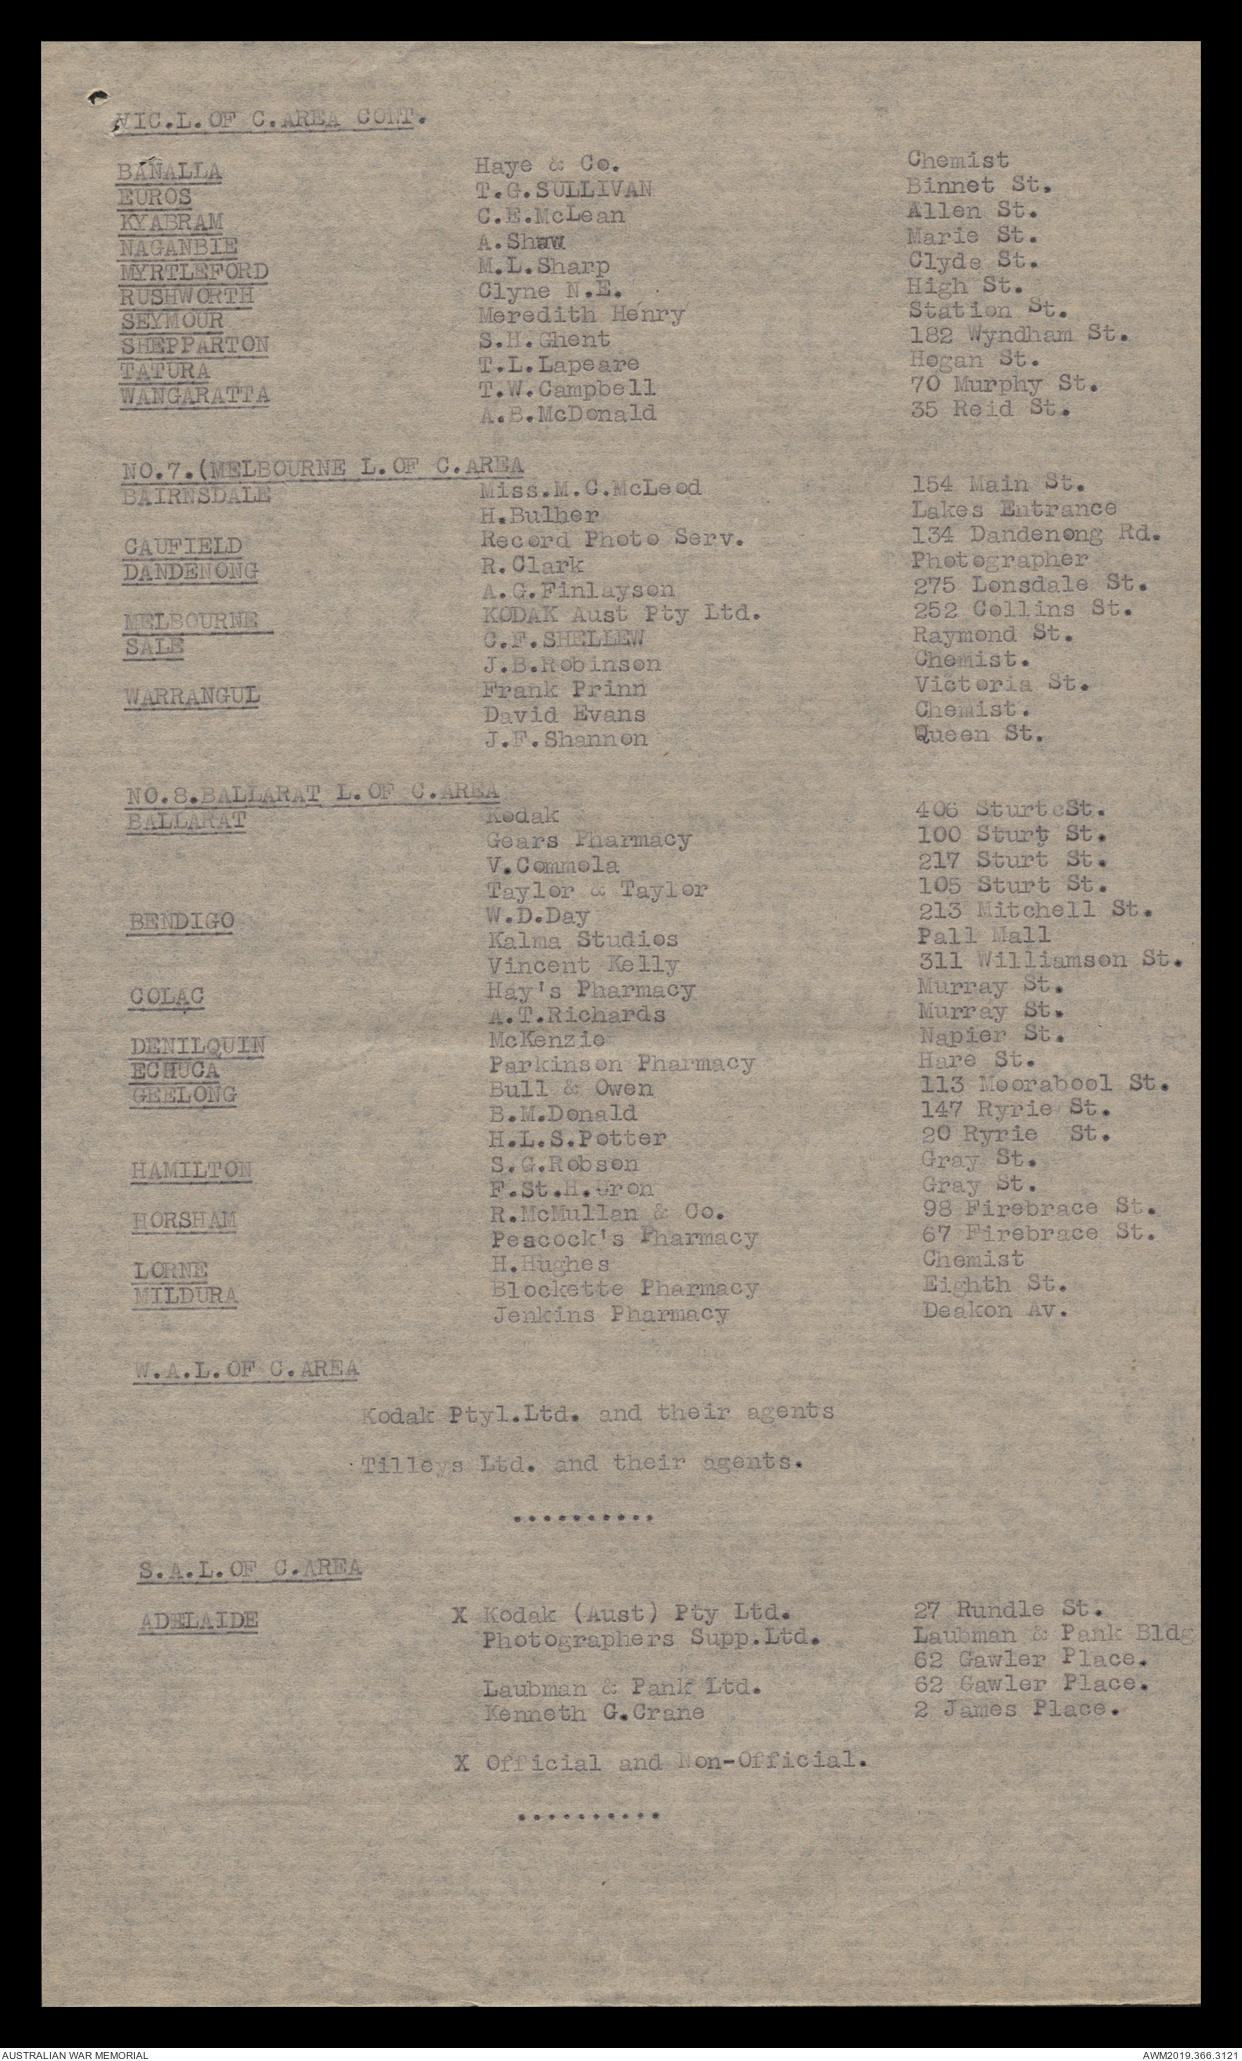 VIC.L.OF C.AREA CONT.
BANALLA Haye & Co. Chemist
EUROS T.G.SULLIVAN Binnet St.
KYABRAM C.E.McLean Allen St.
NAGANBIE A.Shaw Marie St.
MYRTLEFORD M.L.Sharp Clyde St.
RUSHWORTH Clyne N.E. High St.
SEYMOUR Meredith Henry Station St.
SHEPPARTON S.H.Ghent 182 Wyndham St.
TATURA T.L.Lapeare Hogan St.
WANGARATTA T.W.Campbell 70 Murphy St.
A.B.McDonald 35 Reid St.
NO.7.(MELBOURNE L.OF C.AREA
BAIRNSDALE Miss.M.C.McLeod 154 Main St.
H.Bulher Lakes Entrance
CAUFIELD Record Photo Serv. 134 Dandenong Rd.
DANDENONG R.Clark Photographer
A.G.Finlayson 275 Lonsdale St.
MELBOURNE KODAK Aust Pty Ltd. 252 Collins St.
SALE C.F.SHELLEW Raymond St.
J.B.Robinson Chemist.
WARRANGUL Frank Prinn Victoria St.
David Evans Chemist.
J.F.Shannon Queen St.
NO.8.BALLARAT L.OF C.AREA
BALLARAT Kodak 406 SturtcSt.
Gears Pharmacy 100 Sturt St.
V.Commola 217 Sturt St.
Taylor & Taylor 105 Sturt St.
BENDIGO W.D.Day 213 Mitchell St.
Kalma Studios Pall Mall
Vincent Kelly 311 Williamson St.
COLAC Hay's Pharmacy Murray St.
A.T.Richards Murray St.
DENILQUIN McKenzie Napier St.
ECHUCA Parkinson Pharmacy Hare St.
GEELONG Bull & Owen 113 Moorabool St.
B.M.Donald 147 Ryrie St.
H.L.S.Potter 20 Ryrie St.
HAMILTON S.G.Robson Gray St.
F.St.H.Oron Gray St.
HORSHAM R.McMullan & Co. 98 Firebrace St.
Peacock's Pharmacy 67 Firebrace St.
LORNE H.Hughes Chemist
MILDURA Blockette Pharmacy Eighth St.
Jenkins Pharmacy Deakon Av.
W.A.L.OF C.AREA
Kodak Ptyl.Ltd. and their agents
Tilleys Ltd. and their agents.
..........
S.A.L.OF C.AREA
ADELAIDE X Kodak (Aust) Pty Ltd. 27 Rundle St.
Photographers Supp.Ltd. Laubman & Pank Bldg
62 Gawler Place.
Laubman & Pank Ltd. 62 Gawler Place.
Kenneth G.Crane 2 James Place.
X Official and Non-Official.
..........
AUSTRALIAN WAR MEMORIAL AWM2019.366.3121